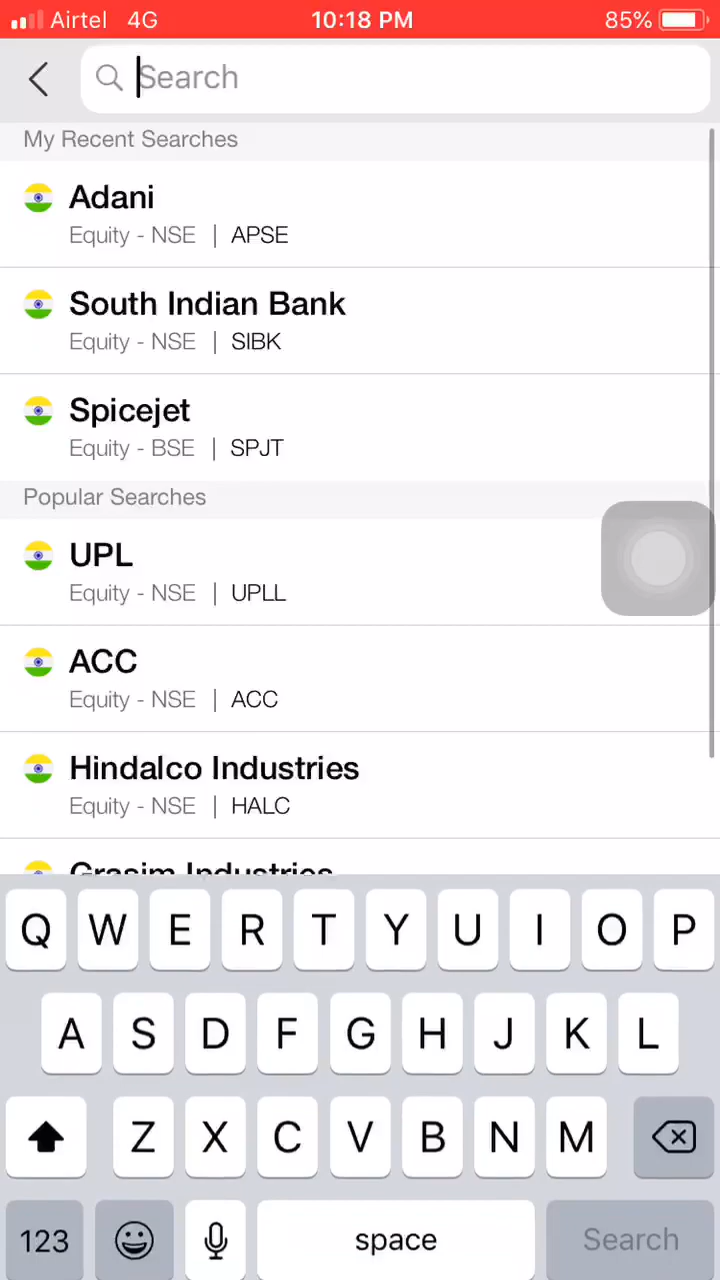 Airtel 4G 10:18 PM 85%
Search
My Recent Searches
Adani
Equity - NSE | APSE
South Indian Bank
Equity - NSE | SIBK
Spicejet
Equity - BSE | SPJT
Popular Searches
UPL
Equity - NSE | UPLL
ACC
Equity - NSE | ACC
Hindalco Industries
Equity - NSE | HALC
Grasim Industries
Q W E R T Y U I O P
A S D F G H J K L
Z X C V B N M
123 space Search